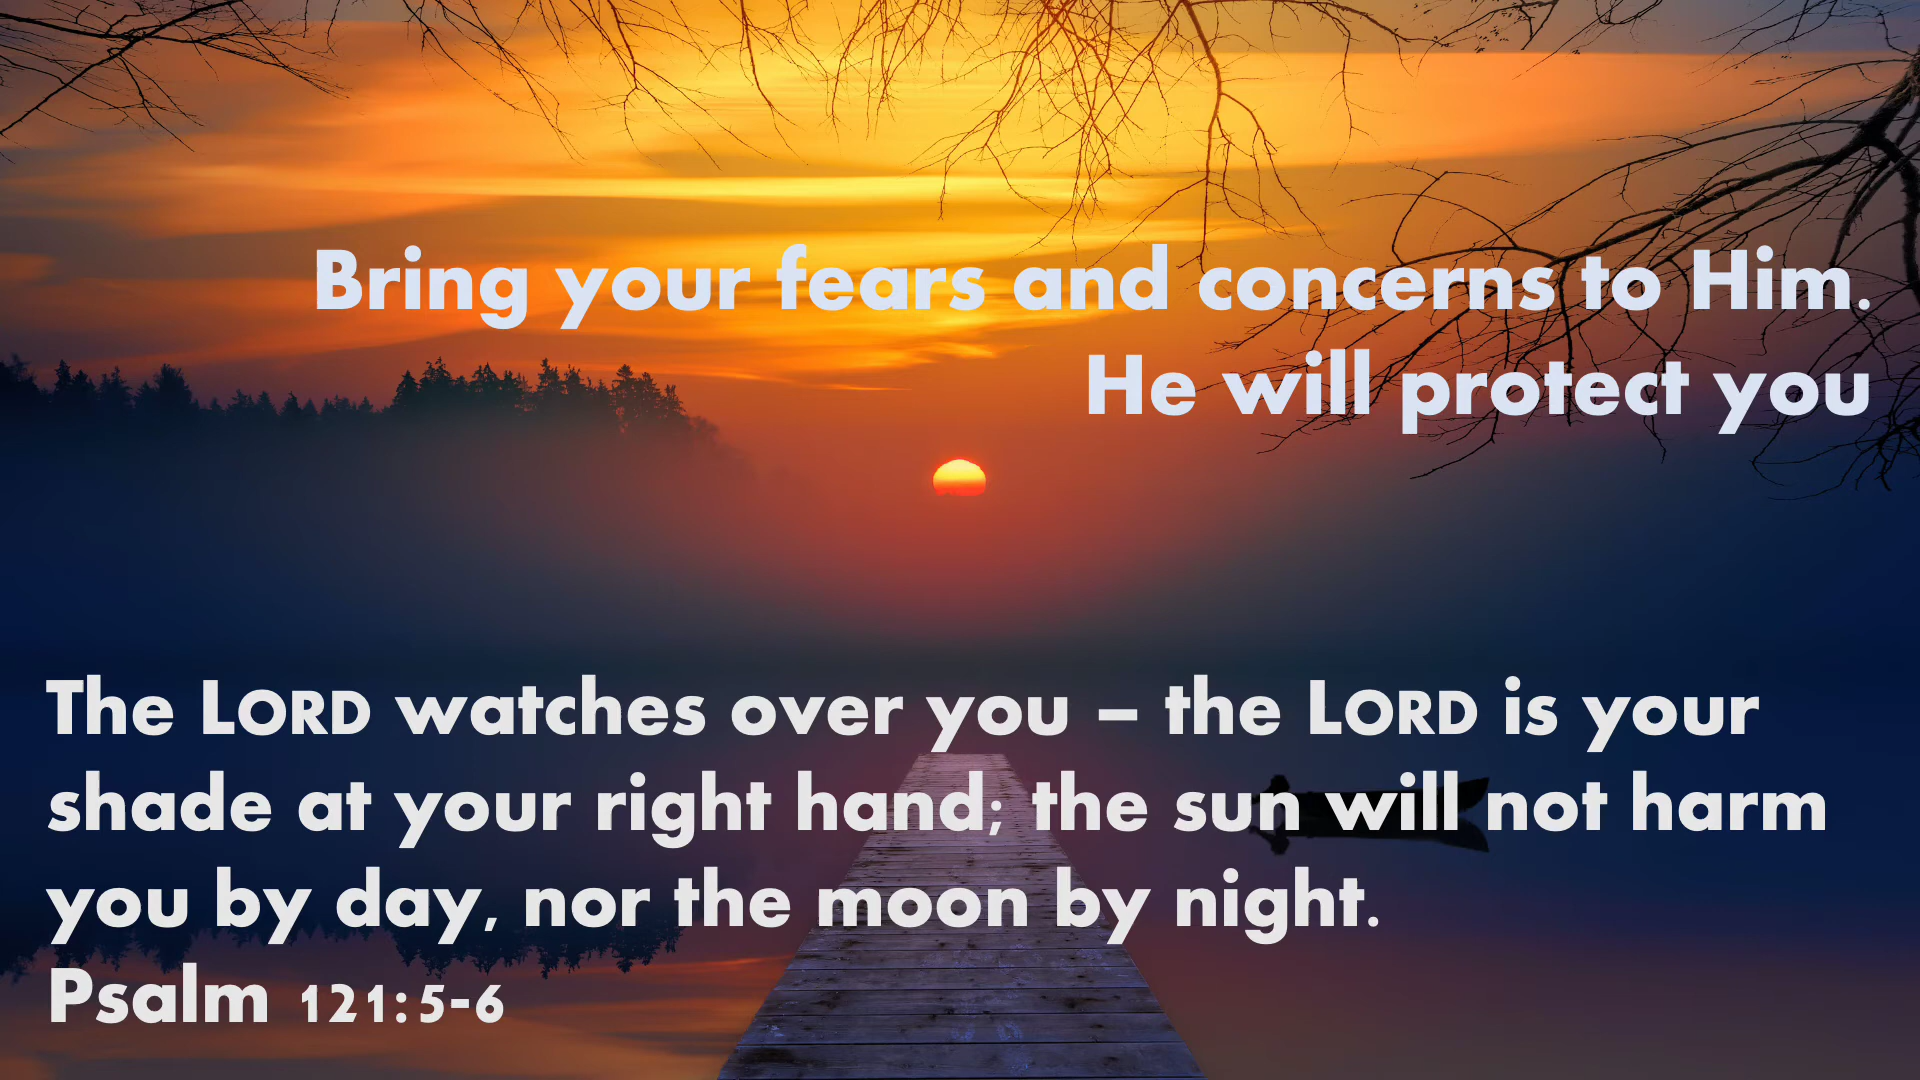 Bring your fears and concerns to Him.
He will protect you
The LORD watches over you – the LORD is your
shade at your right hand; the sun will not harm
you by day, nor the moon by night.
Psalm 121:5-6